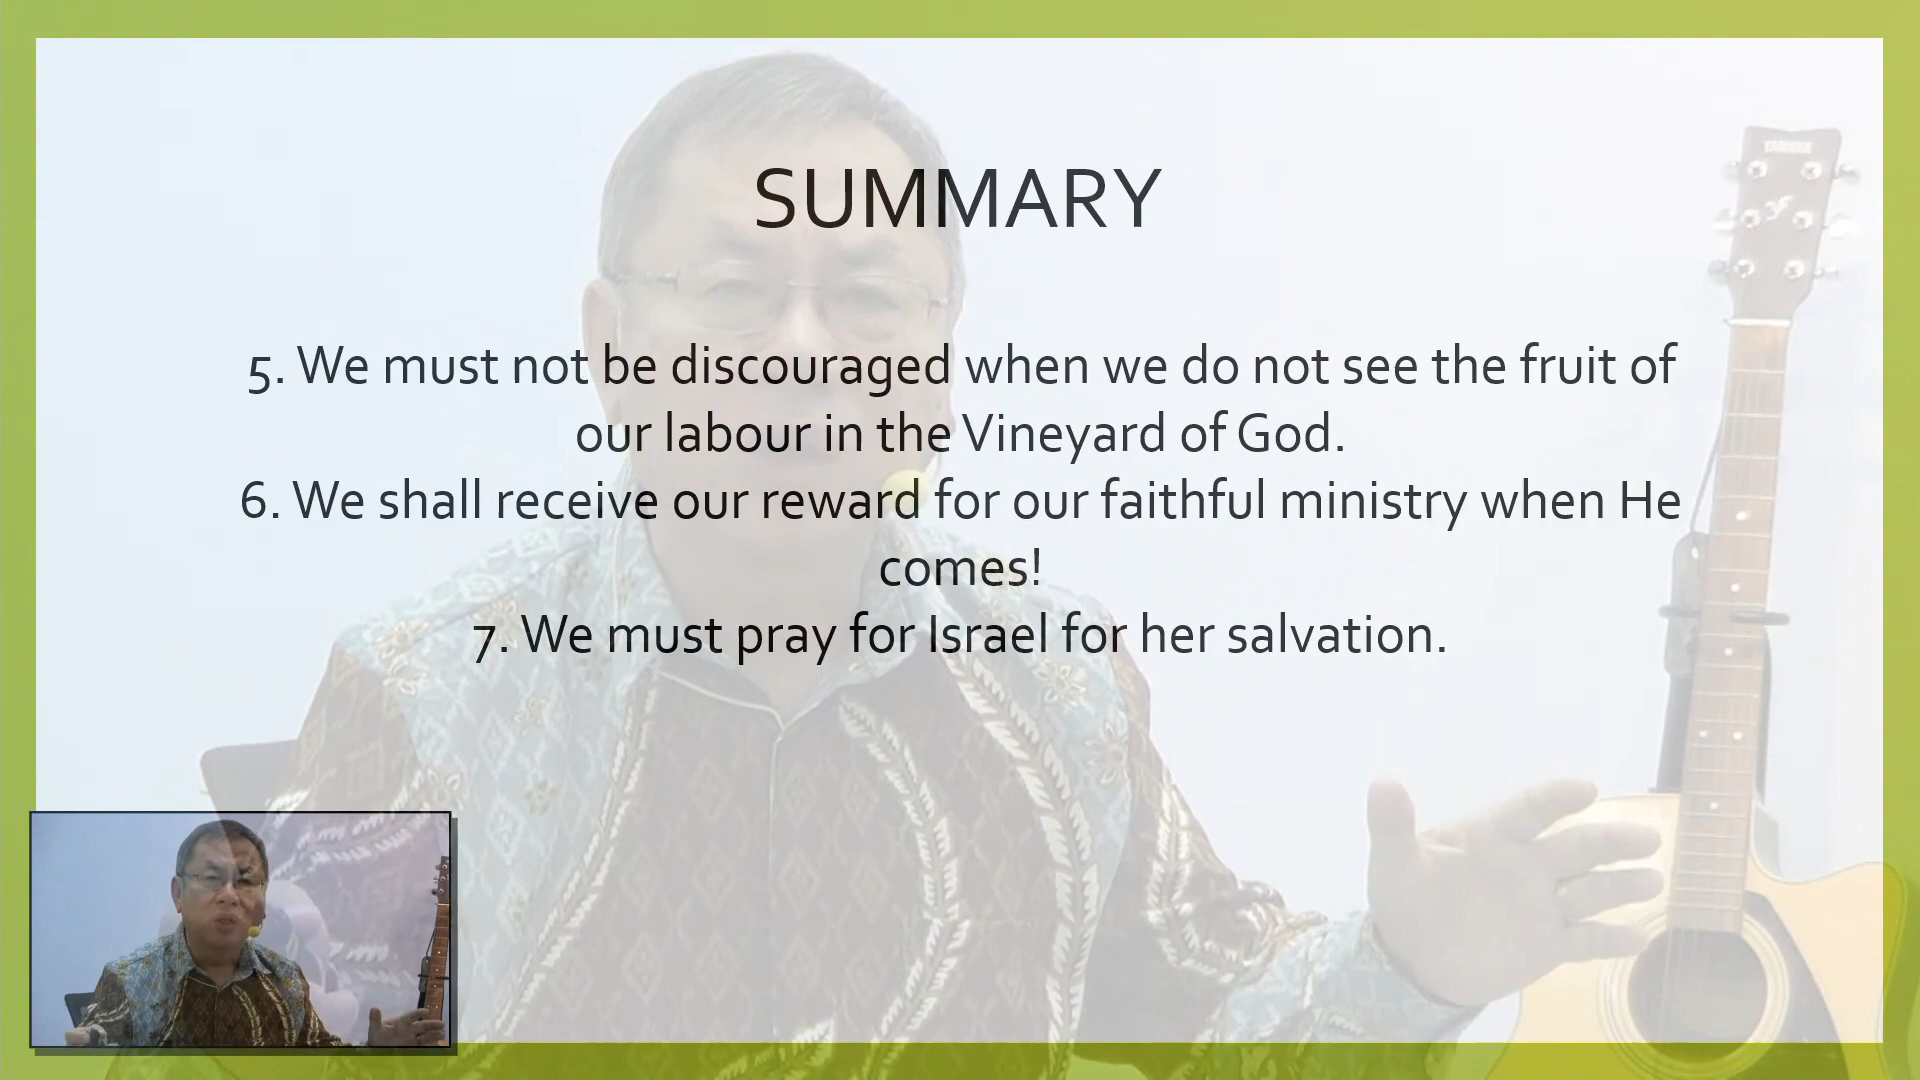 YAMAHA
SUMMARY
5. We must not be discouraged when we do not see the fruit of
our labour in the Vineyard of God.
6. We shall receive our reward for our faithful ministry when He
comes!
7. We must pray for Israel for her salvation.